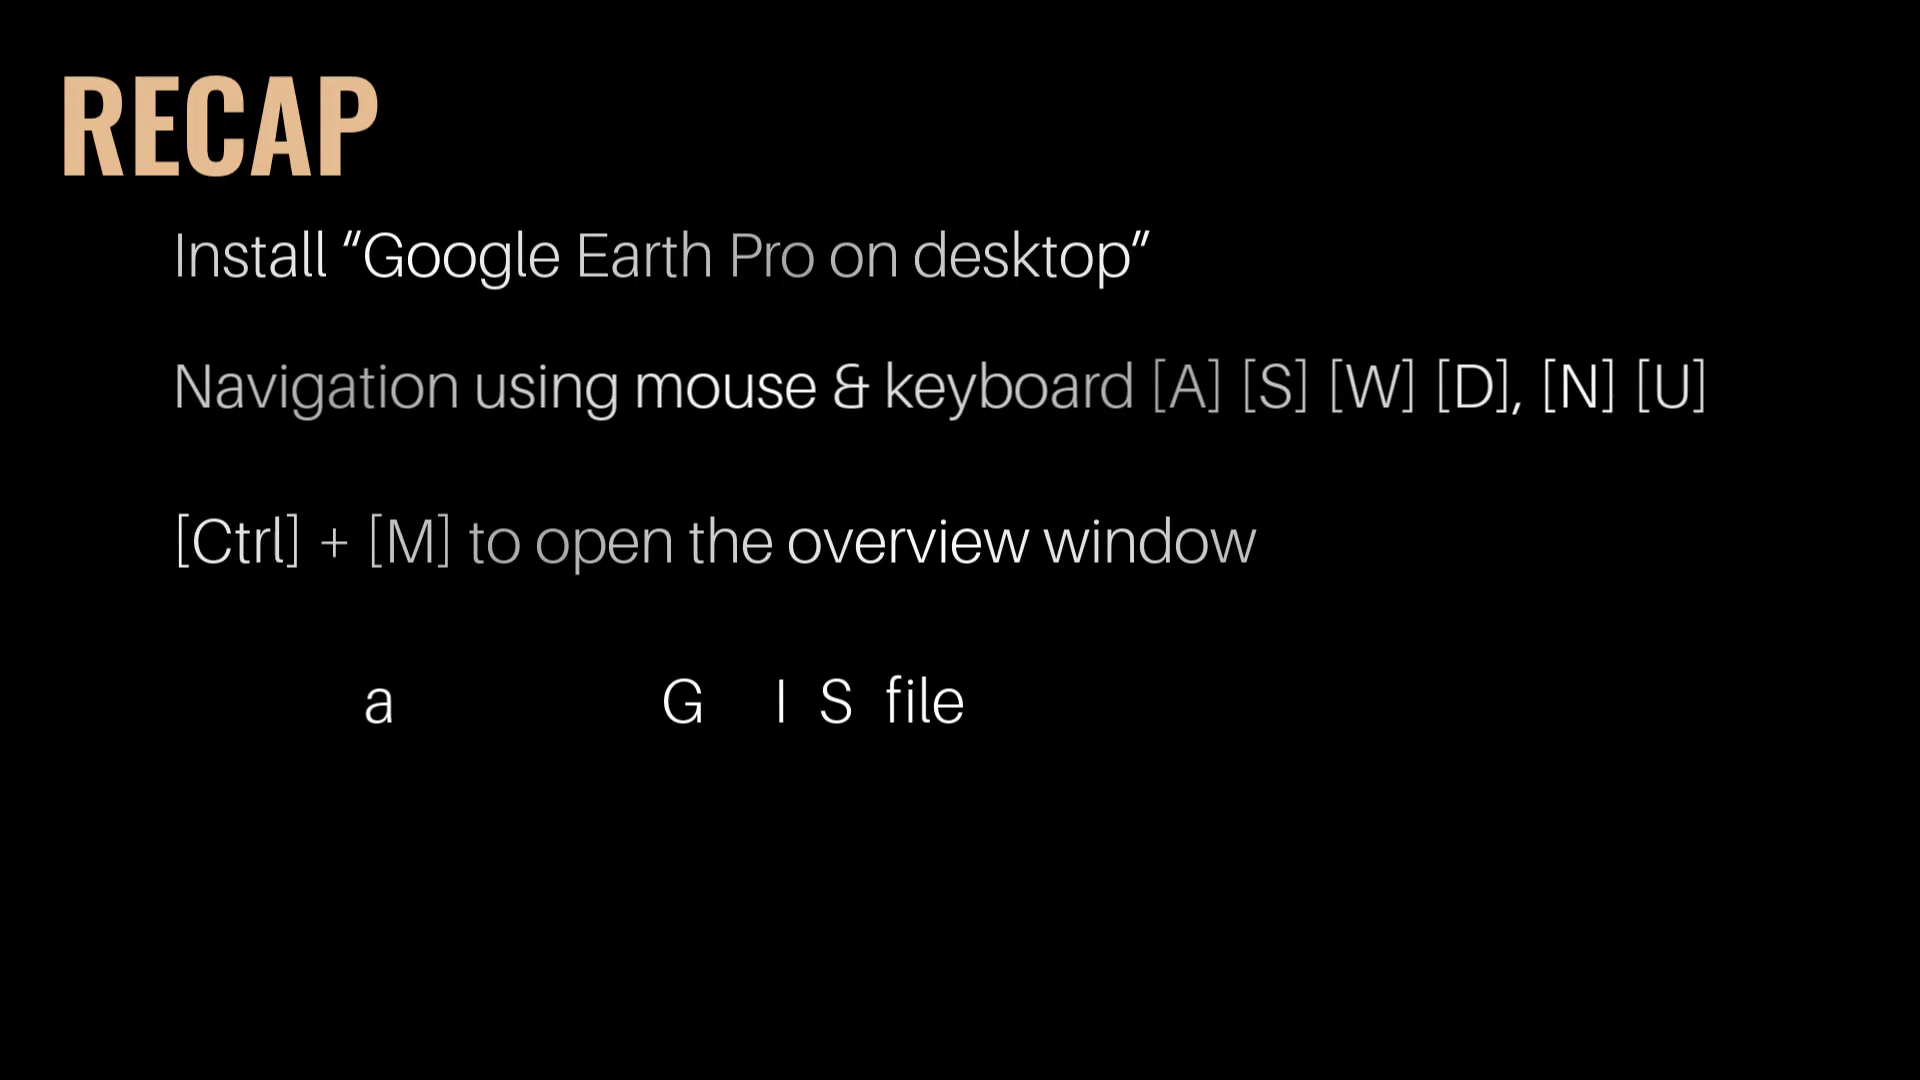 RECAP
Install “Google Earth Pro on desktop”
Navigation using mouse & keyboard [A] [S] [W] [D], [N] [U]
[Ctrl] + [M] to open the overview window
a G I S file